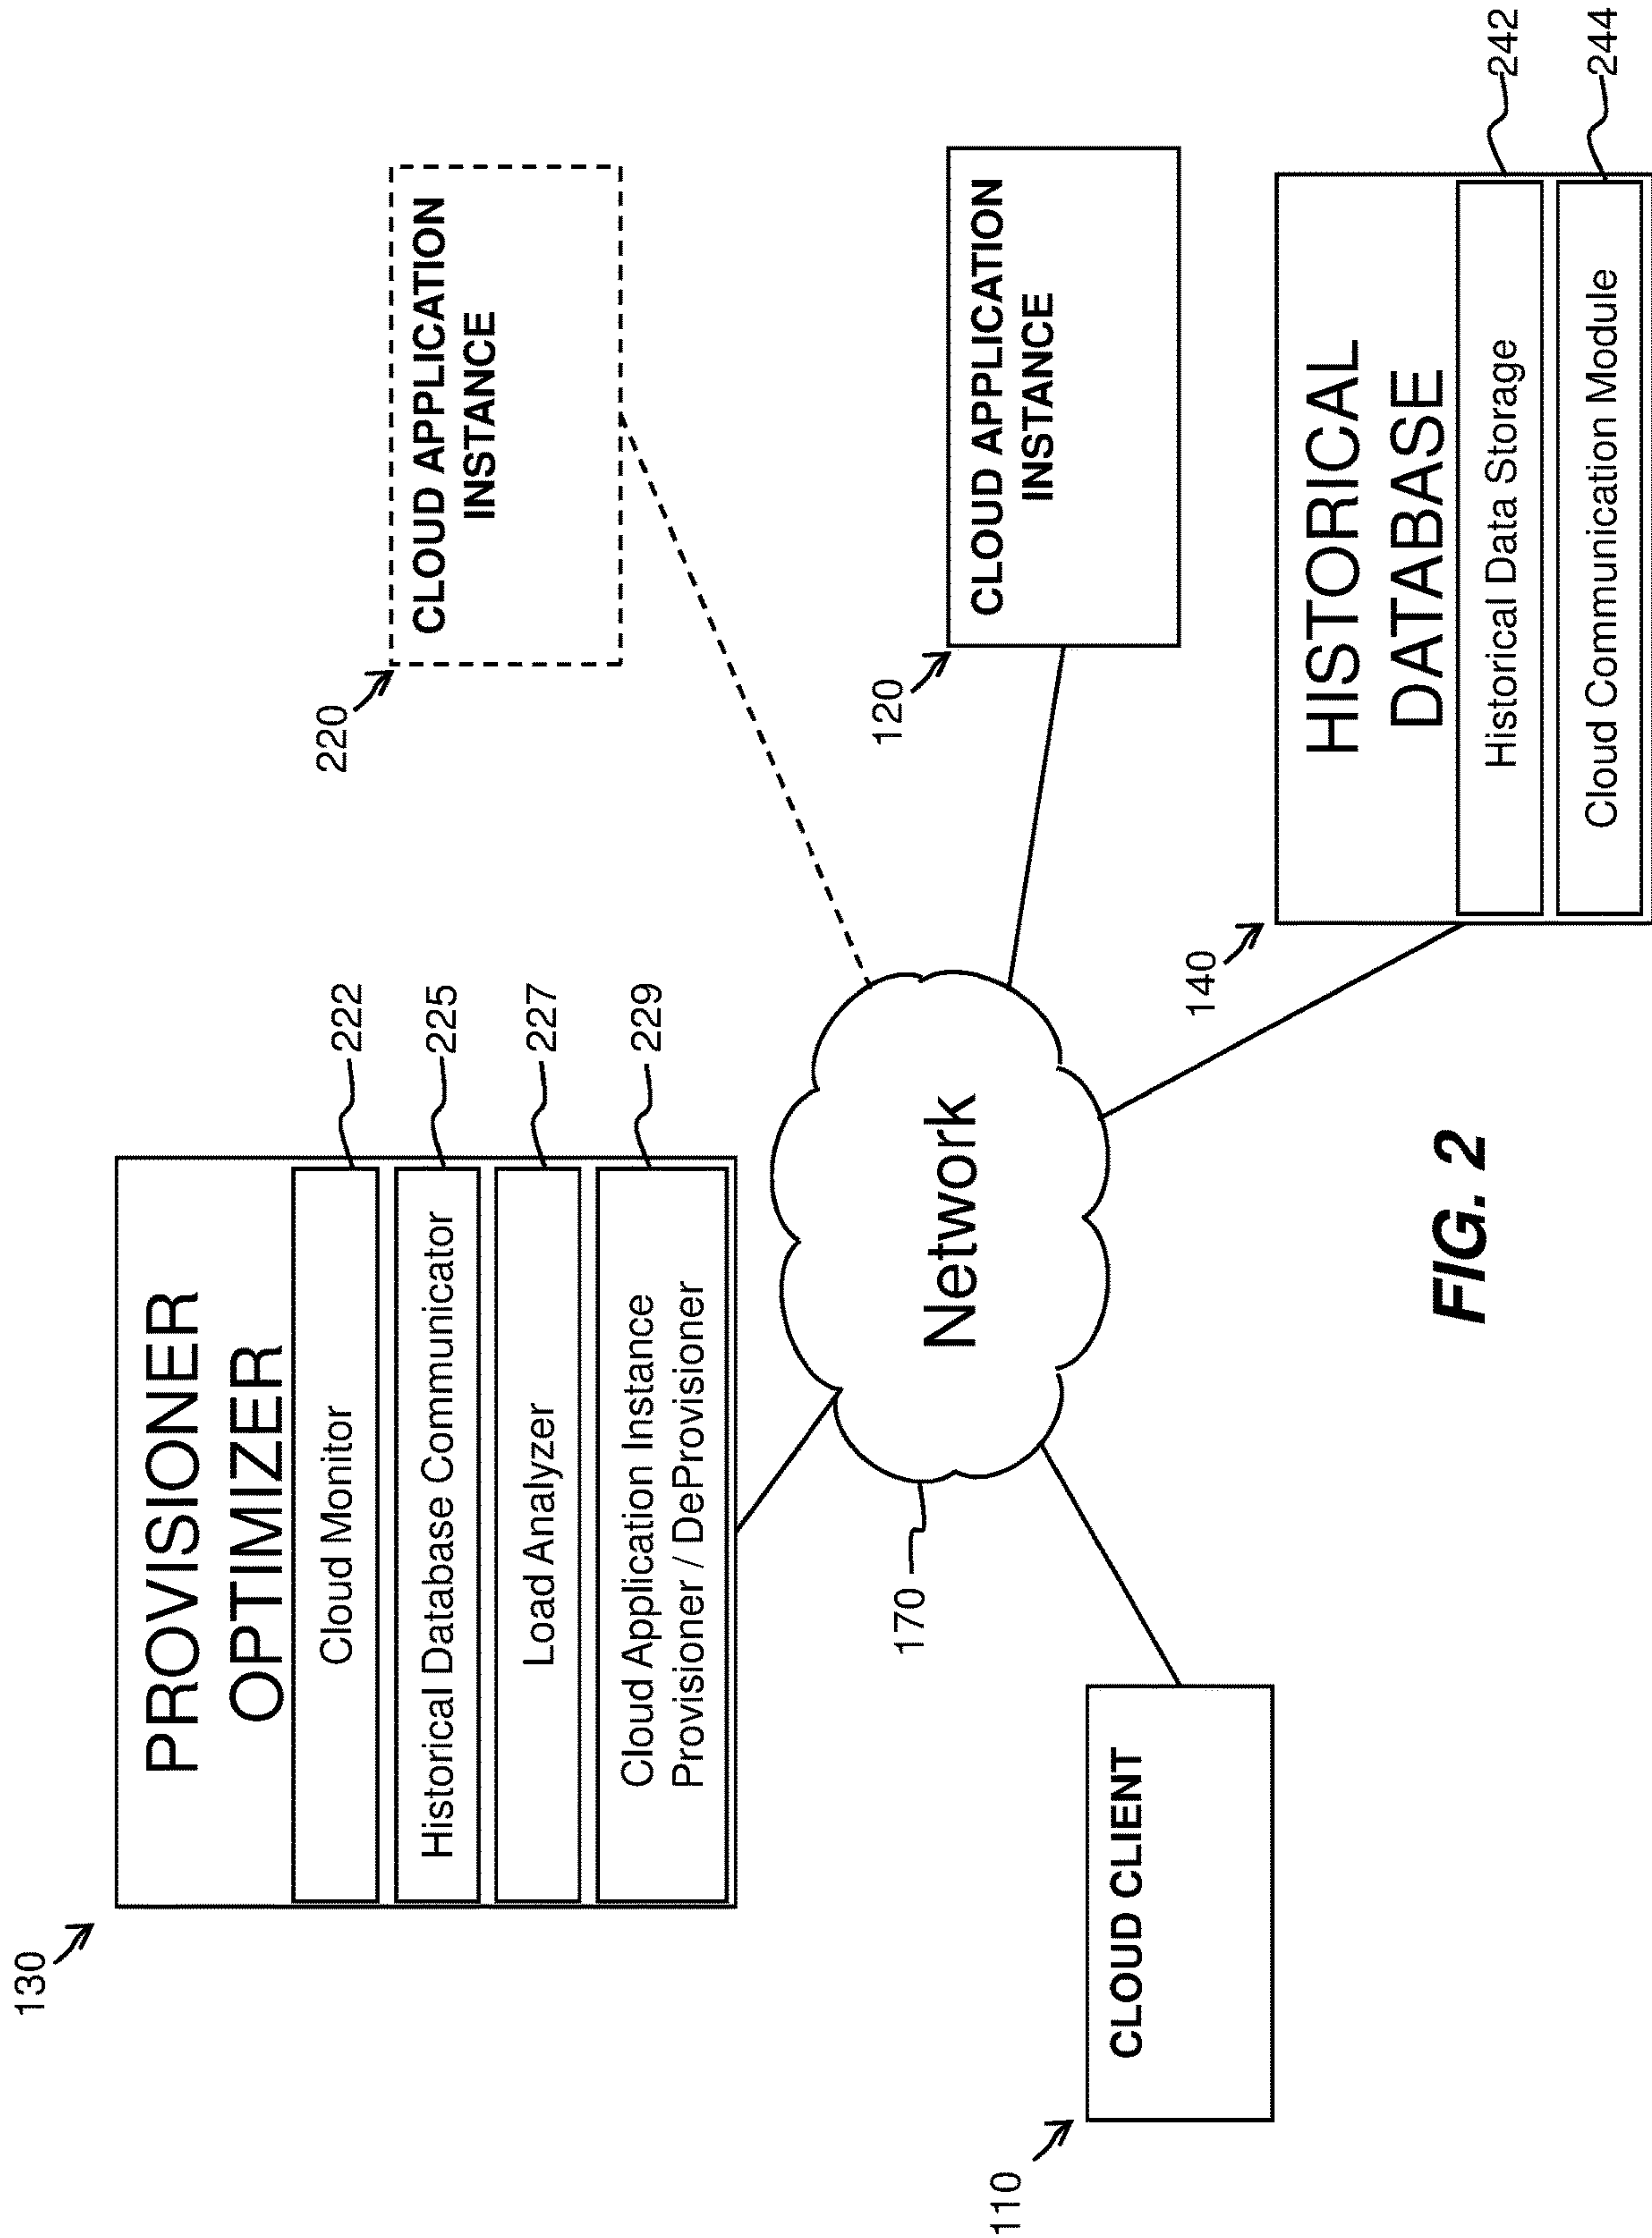 130
PROVISIONER
OPTIMIZER
Cloud Monitor
222
Historical Database Communicator
225
Load Analyzer
227
Cloud Application Instance
Provisioner / DeProvisioner
229
220
CLOUD APPLICATION
INSTANCE
120
CLOUD APPLICATION
INSTANCE
170
Network
110
CLOUD CLIENT
140
HISTORICAL
DATABASE
Historical Data Storage
242
Cloud Communication Module
244
FIG. 2